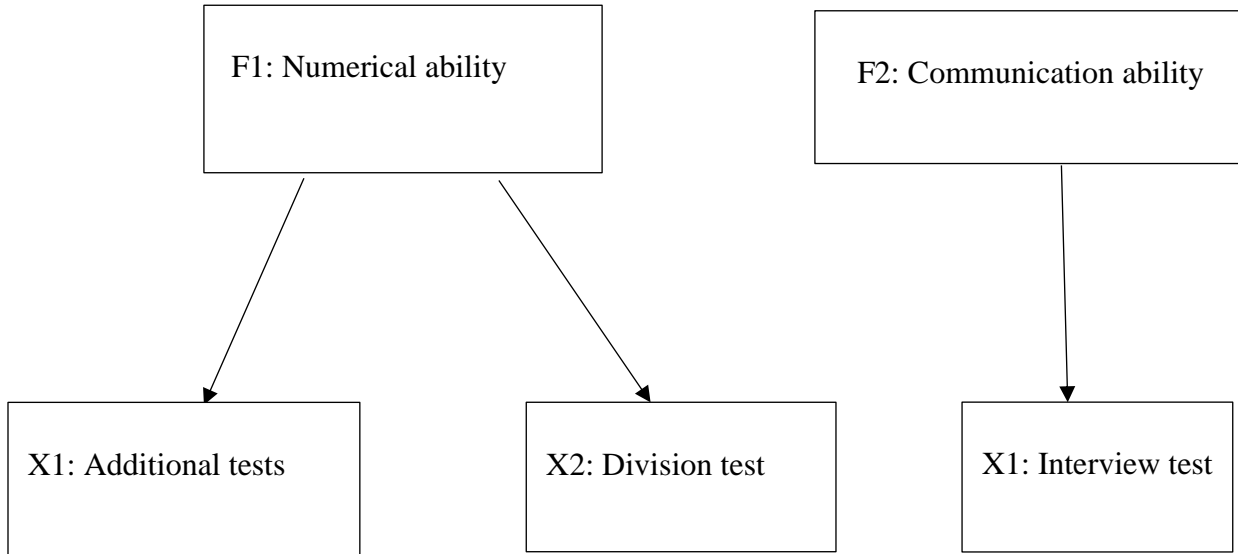 F1: Numerical ability
F2: Communication ability
X1: Additional tests
X2: Division test
X1: Interview test